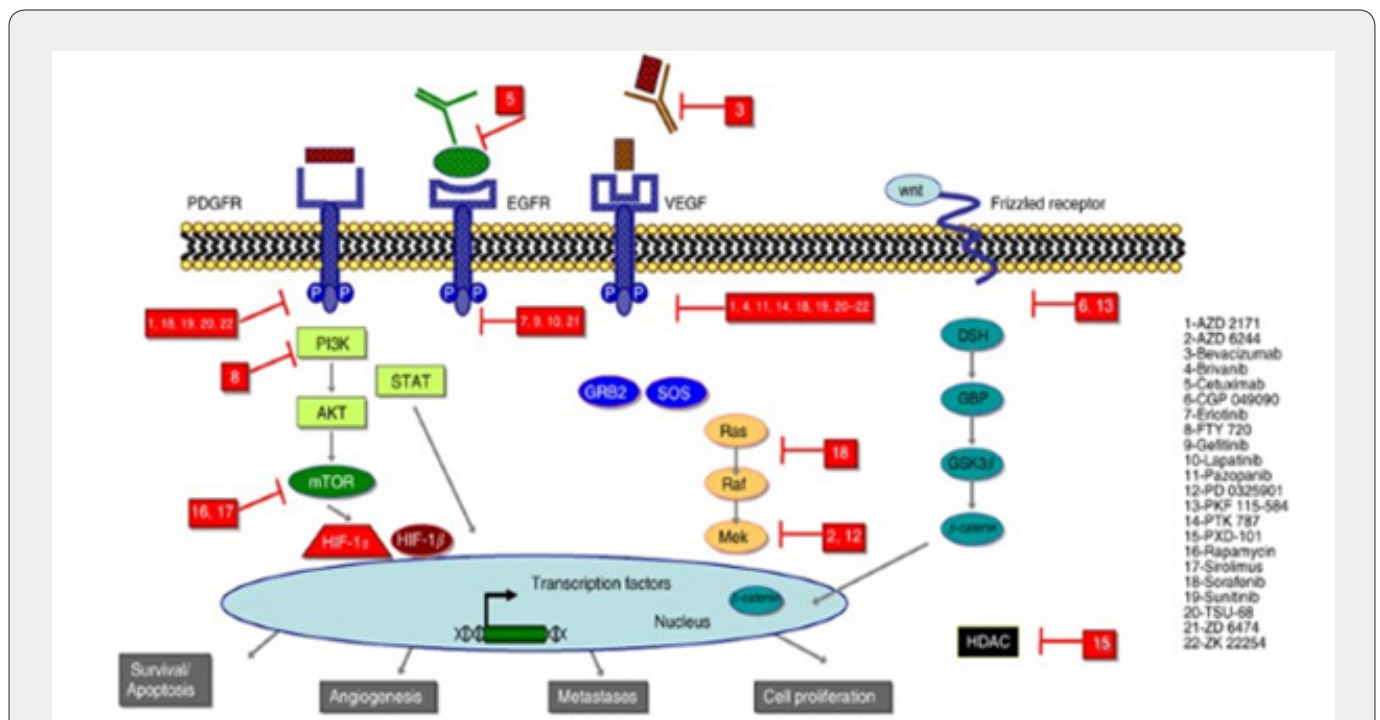 5
3
wnt
PDGFR
EGFR
VEGF
Frizzled receptor
P P
P P
P P
1, 18, 19, 20, 22
7, 9, 10, 21
1, 4, 11, 14, 18, 19, 20–22
6, 13
PI3K
8
STAT
AKT
mTOR
16, 17
HIF-1α
HIF-1β
GRB2
SOS
Ras
18
Raf
Mek
2, 12
DSH
GBP
GSK3β
β-catenin
1-AZD 2171
2-AZD 6244
3-Bevacizumab
4-Brivanib
5-Cetuximab
6-CGP 049090
7-Erlotinib
8-FTY 720
9-Gefitinib
10-Lapatinib
11-Pazopanib
12-PD 0325901
13-PKF 115-584
14-PTK 787
15-PXD-101
16-Rapamycin
17-Sirolimus
18-Sorafenib
19-Sunitinib
20-TSU-68
21-ZD 6474
22-ZK 22254
Transcription factors
β-catenin
Nucleus
HDAC
15
Survival/
Apoptosis
Angiogenesis
Metastases
Cell proliferation